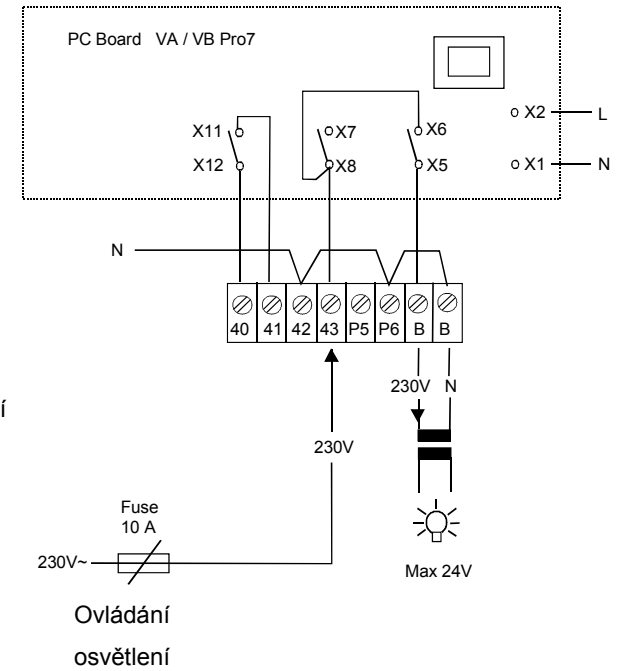 PC Board VA / VB Pro7
X2 L
X11 X7 X6
X12 X8 X5 X1 N
N
40 41 42 43 P5 P6 B B
230V N
í
230V
Fuse
10 A
230V~
Max 24V
Ovládání
osvětlení